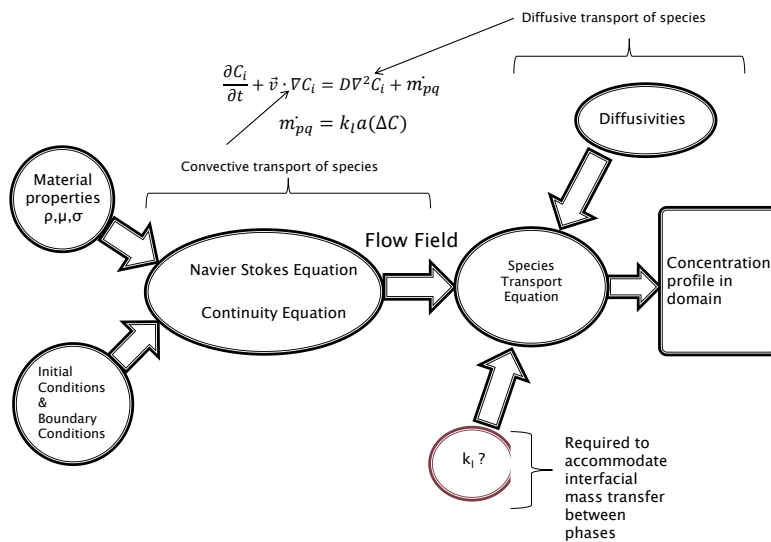 Diffusive transport of species
∂C_i/∂t + v⃗ · ∇C_i = D∇²C_i + ṁ_pq
ṁ_pq = k_l a(ΔC)
Convective transport of species
Diffusivities
Material
properties
ρ,μ,σ
Navier Stokes Equation
Continuity Equation
Flow Field
Species
Transport
Equation
Concentration
profile in
domain
Initial
Conditions
&
Boundary
Conditions
k_l ?
Required to
accommodate
interfacial
mass transfer
between
phases